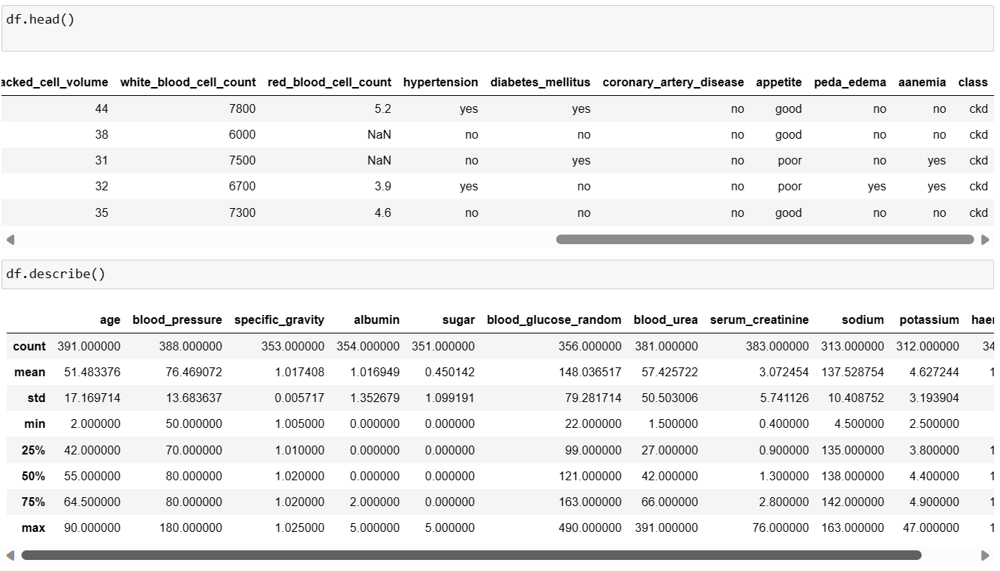 df.head()
acked_cell_volume white_blood_cell_count red_blood_cell_count hypertension diabetes_mellitus coronary_artery_disease appetite peda_edema aanemia class
44 7800 5.2 yes yes no good no no ckd
38 6000 NaN no no no good no no ckd
31 7500 NaN no yes no poor no yes ckd
32 6700 3.9 yes no no poor yes yes ckd
35 7300 4.6 no no no good no no ckd
df.describe()
age blood_pressure specific_gravity albumin sugar blood_glucose_random blood_urea serum_creatinine sodium potassium haer
count 391.000000 388.000000 353.000000 354.000000 351.000000 356.000000 381.000000 383.000000 313.000000 312.000000 34
mean 51.483376 76.469072 1.017408 1.016949 0.450142 148.036517 57.425722 3.072454 137.528754 4.627244 1
std 17.169714 13.683637 0.005717 1.352679 1.099191 79.281714 50.503006 5.741126 10.408752 3.193904
min 2.000000 50.000000 1.005000 0.000000 0.000000 22.000000 1.500000 0.400000 4.500000 2.500000
25% 42.000000 70.000000 1.010000 0.000000 0.000000 99.000000 27.000000 0.900000 135.000000 3.800000 1
50% 55.000000 80.000000 1.020000 0.000000 0.000000 121.000000 42.000000 1.300000 138.000000 4.400000 1
75% 64.500000 80.000000 1.020000 2.000000 0.000000 163.000000 66.000000 2.800000 142.000000 4.900000 1
max 90.000000 180.000000 1.025000 5.000000 5.000000 490.000000 391.000000 76.000000 163.000000 47.000000 1